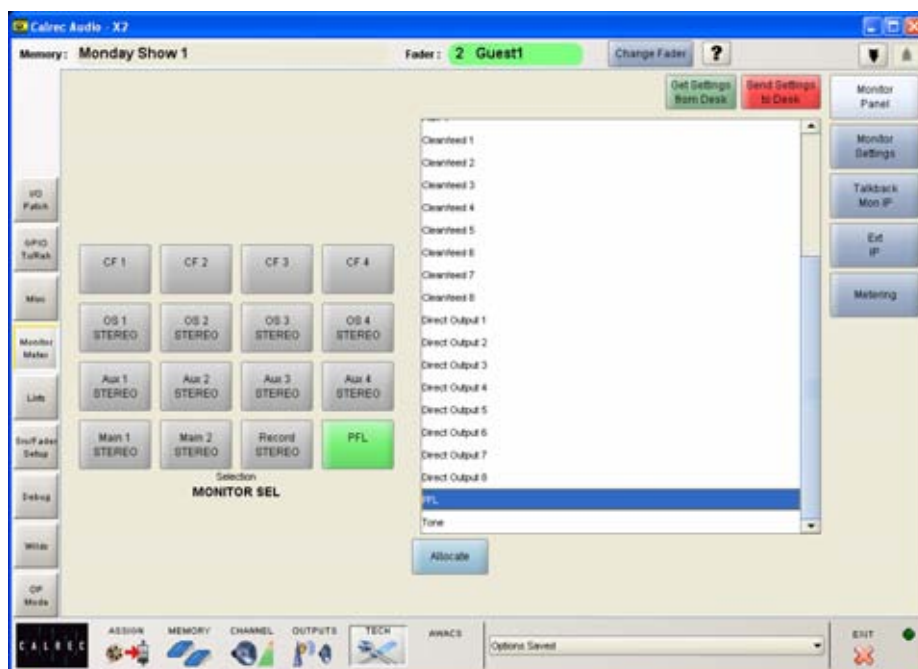 Calrec Audio - X2
Memory: Monday Show 1
Fader: 2 Guest1
Change Fader
?
Get Settings from Desk
Send Settings to Desk
Monitor Panel
Monitor Settings
Talkback Mon IP
Ext IP
Metering
I/O Patch
GPIO
Misc
Monitor Meter
Lists
Setup
Debug
Wilds
OP Mode
CF 1
CF 2
CF 3
CF 4
OS 1 STEREO
OS 2 STEREO
OS 3 STEREO
OS 4 STEREO
Aux 1 STEREO
Aux 2 STEREO
Aux 3 STEREO
Aux 4 STEREO
Main 1 STEREO
Main 2 STEREO
Record STEREO
PFL
Selection
MONITOR SEL
Cleanfeed 1
Cleanfeed 2
Cleanfeed 3
Cleanfeed 4
Cleanfeed 5
Cleanfeed 6
Cleanfeed 7
Cleanfeed 8
Direct Output 1
Direct Output 2
Direct Output 3
Direct Output 4
Direct Output 5
Direct Output 6
Direct Output 7
Direct Output 8
PFL
Tone
Allocate
CALREC
ASSIGN
MEMORY
CHANNEL
OUTPUTS
TECH
AWACS
Options Saved
EXIT